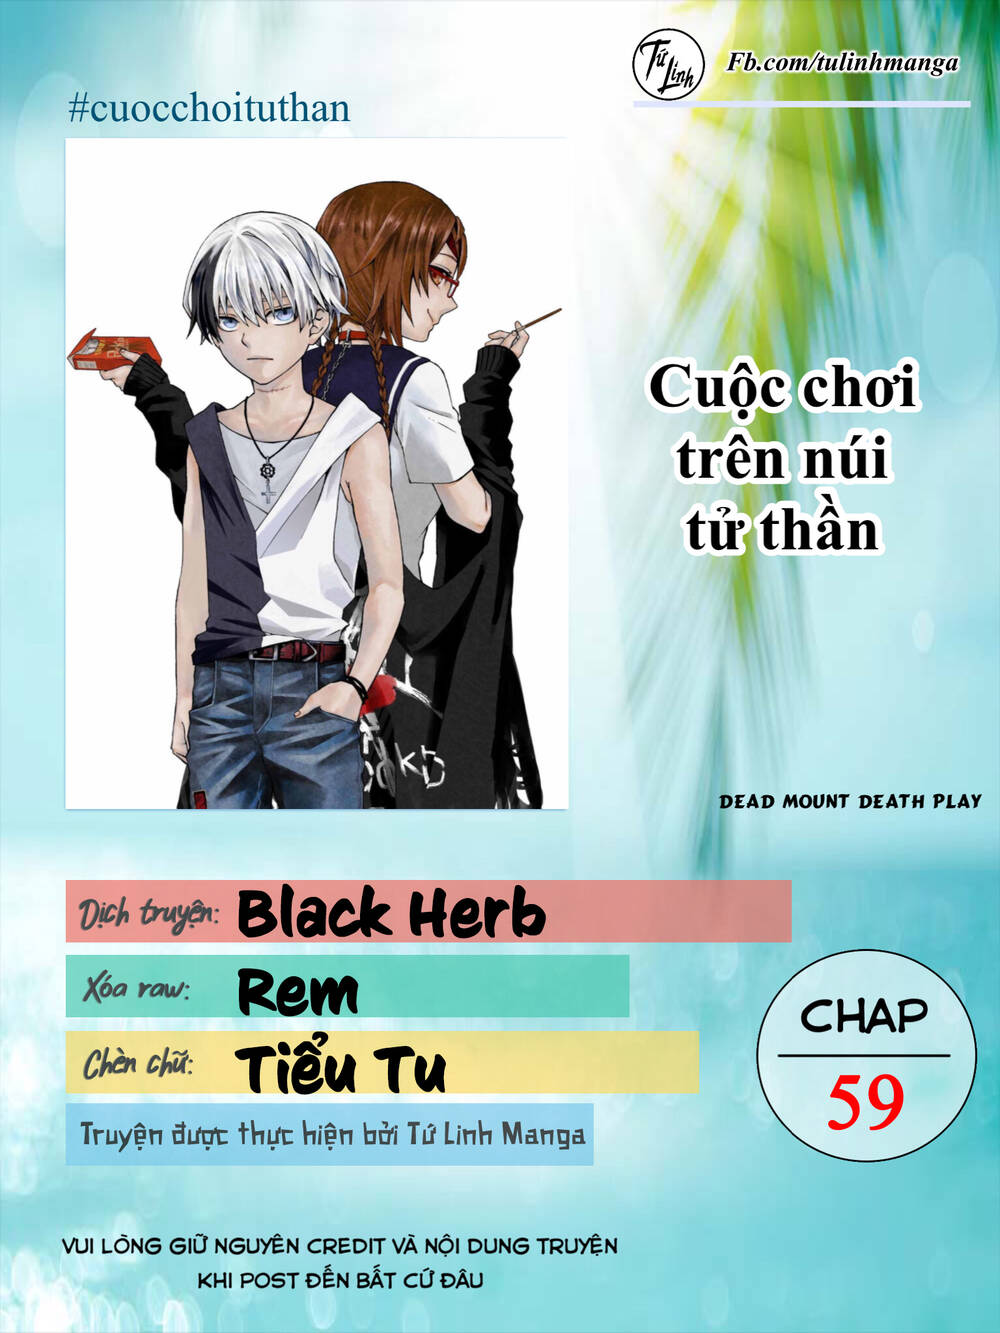 Tứ Linh
Fb.com/tulinhmanga
#cuocchoituthan
Cuộc chơi
trên núi
tử thần
DEAD MOUNT DEATH PLAY
Dịch truyện: Black Herb
Xóa raw: Rem
Chèn chữ: Tiểu Tu
Truyện được thực hiện bởi Tứ Linh Manga
CHAP
59
VUI LÒNG GIỮ NGUYÊN CREDIT VÀ NỘI DUNG TRUYỆN
KHI POST ĐẾN BẤT CỨ ĐÂU